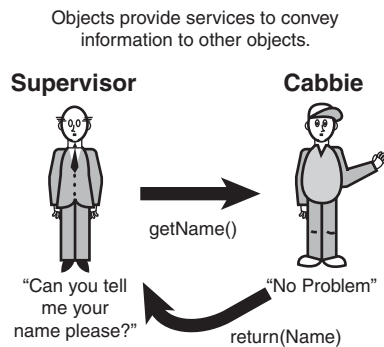 Objects provide services to convey
information to other objects.
Supervisor
Cabbie
getName()
“Can you tell
me your
name please?”
“No Problem”
return(Name)